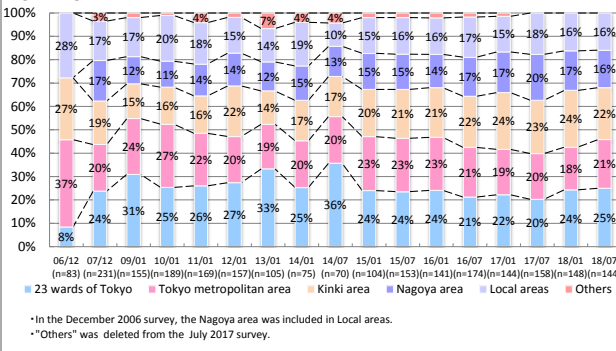 100%
90%
80%
70%
60%
50%
40%
30%
20%
10%
0%
3% 4% 7% 4% 4%
28% 17% 17% 20% 18% 15% 14% 19% 10% 15% 16% 16% 17% 15% 18% 16% 16%
17% 12% 11% 14% 14% 12% 15% 13% 15% 15% 14% 17% 17% 20% 17% 16%
27% 19% 15% 16% 16% 22% 14% 17% 17% 20% 21% 21% 22% 24% 23% 24% 22%
37% 20% 24% 27% 22% 20% 19% 20% 20% 23% 23% 23% 21% 19% 20% 18% 21%
8% 24% 31% 25% 26% 27% 33% 25% 36% 24% 24% 24% 21% 22% 20% 24% 25%
06/12 07/12 09/01 10/01 11/01 12/01 13/01 14/01 14/07 15/01 15/07 16/01 16/07 17/01 17/07 18/01 18/07
(n=83) (n=231) (n=155) (n=189) (n=169) (n=157) (n=105) (n=75) (n=70) (n=104) (n=153) (n=141) (n=174) (n=144) (n=158) (n=148) (n=144
23 wards of Tokyo Tokyo metropolitan area Kinki area Nagoya area Local areas Others
・In the December 2006 survey, the Nagoya area was included in Local areas.
・"Others" was deleted from the July 2017 survey.